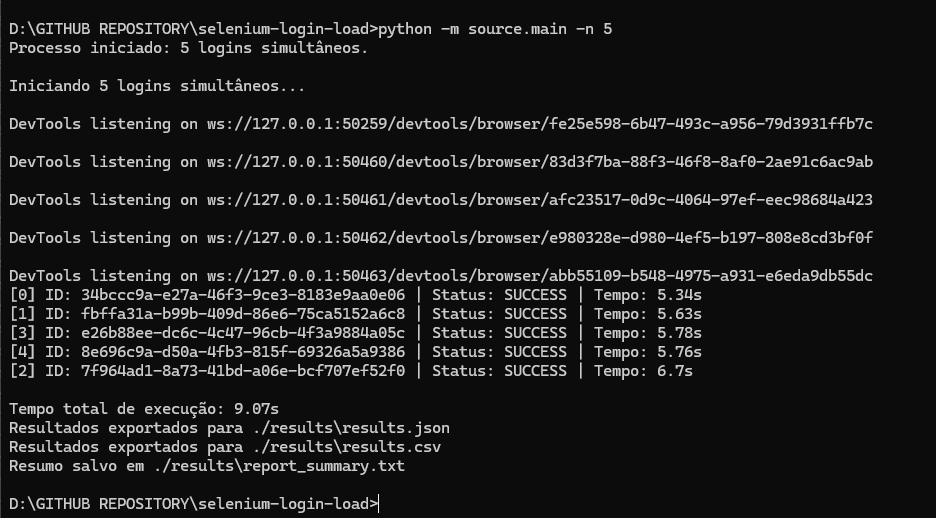 D:\GITHUB REPOSITORY\selenium-login-load>python -m source.main -n 5
Processo iniciado: 5 logins simultâneos.
Iniciando 5 logins simultâneos...
DevTools listening on ws://127.0.0.1:50259/devtools/browser/fe25e598-6b47-493c-a956-79d3931ffb7c
DevTools listening on ws://127.0.0.1:50460/devtools/browser/83d3f7ba-88f3-46f8-8af0-2ae91c6ac9ab
DevTools listening on ws://127.0.0.1:50461/devtools/browser/afc23517-0d9c-4064-97ef-eec98684a423
DevTools listening on ws://127.0.0.1:50462/devtools/browser/e980328e-d980-4ef5-b197-808e8cd3bf0f
DevTools listening on ws://127.0.0.1:50463/devtools/browser/abb55109-b548-4975-a931-e6eda9db55dc
[0] ID: 34bccc9a-e27a-46f3-9ce3-8183e9aa0e06 | Status: SUCCESS | Tempo: 5.34s
[1] ID: fbffa31a-b99b-409d-86e6-75ca5152a6c8 | Status: SUCCESS | Tempo: 5.63s
[3] ID: e26b88ee-dc6c-4c47-96cb-4f3a9884a05c | Status: SUCCESS | Tempo: 5.78s
[4] ID: 8e696c9a-d50a-4fb3-815f-69326a5a9386 | Status: SUCCESS | Tempo: 5.76s
[2] ID: 7f964ad1-8a73-41bd-a06e-bcf707ef52f0 | Status: SUCCESS | Tempo: 6.7s
Tempo total de execução: 9.07s
Resultados exportados para ./results\results.json
Resultados exportados para ./results\results.csv
Resumo salvo em ./results\report_summary.txt
D:\GITHUB REPOSITORY\selenium-login-load>